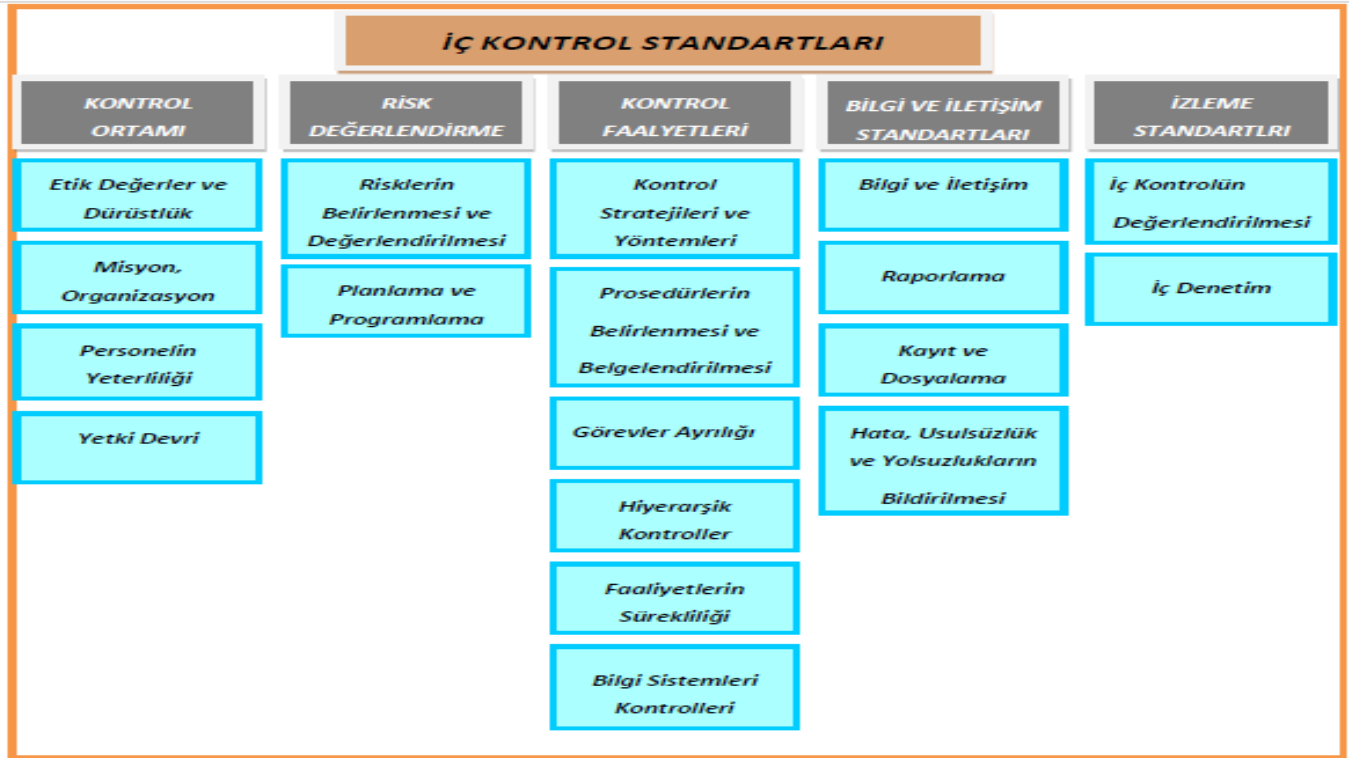 İÇ KONTROL STANDARTLARI
KONTROL
ORTAMI
Etik Değerler ve
Dürüstlük
Misyon,
Organizasyon
Personelin
Yeterliliği
Yetki Devri
RİSK
DEĞERLENDİRME
Risklerin
Belirlenmesi ve
Değerlendirilmesi
Planlama ve
Programlama
KONTROL
FAALYETLERİ
Kontrol
Stratejileri ve
Yöntemleri
Prosedürlerin
Belirlenmesi ve
Belgelendirilmesi
Görevler Ayrılığı
Hiyerarşik
Kontroller
Faaliyetlerin
Sürekliliği
Bilgi Sistemleri
Kontrolleri
BİLGİ VE İLETİŞİM
STANDARTLARI
Bilgi ve İletişim
Raporlama
Kayıt ve
Dosyalama
Hata, Usulsüzlük
ve Yolsuzlukların
Bildirilmesi
İZLEME
STANDARTLRI
İç Kontrolün
Değerlendirilmesi
İç Denetim